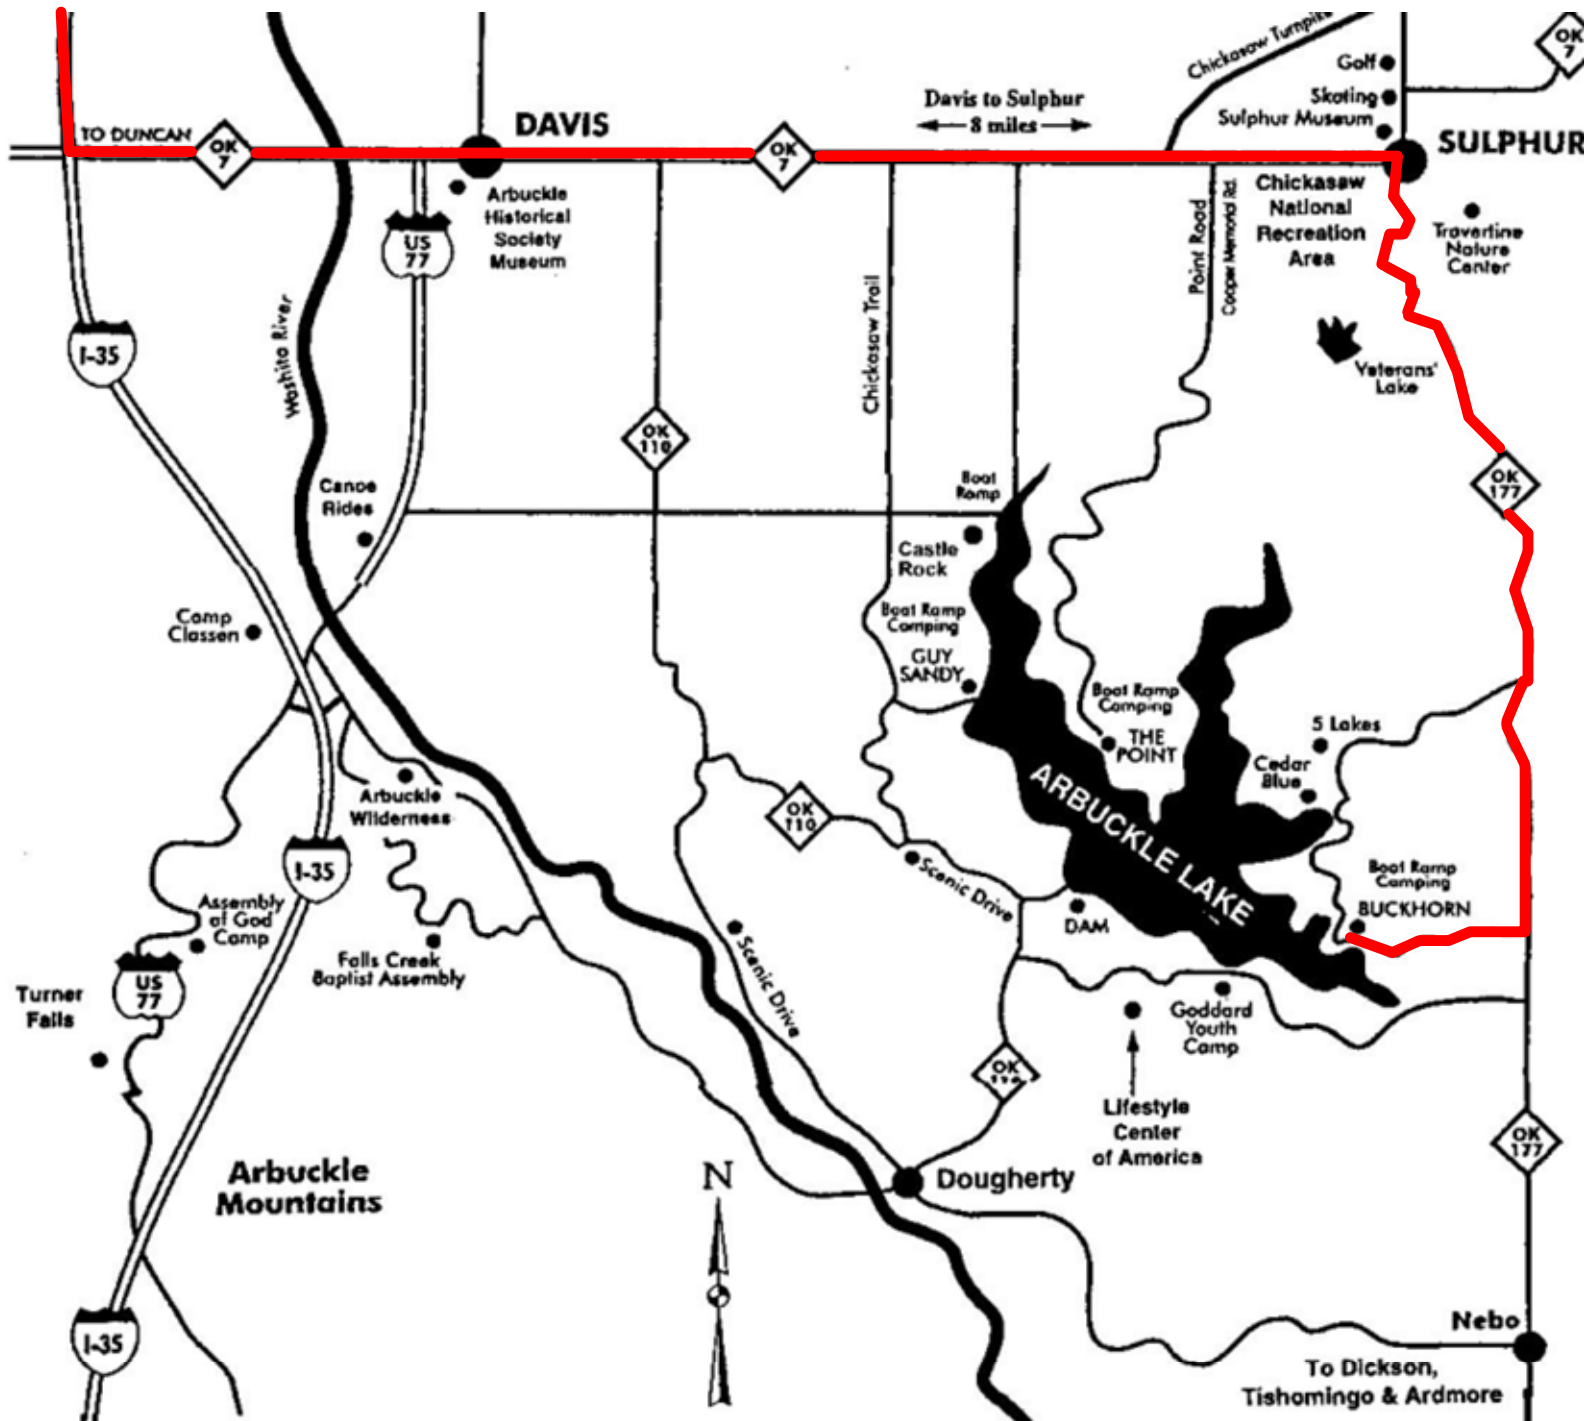 Chickasaw Turnpike
OK
7
Golf
Skating
Sulphur Museum
Davis to Sulphur
8 miles
TO DUNCAN
OK
7
DAVIS
OK
7
SULPHUR
Arbuckle
Historical
Society
Museum
US
77
Chickasaw
National
Recreation
Area
Travertine
Nature
Center
Point Road
Cooper Memorial Rd.
Chickasaw Trail
Washita River
I-35
Veterans'
Lake
OK
110
OK
177
Canoe
Rides
Boat
Ramp
Castle
Rock
Camp
Classen
Boat Ramp
Camping
GUY
SANDY
Boat Ramp
Camping
THE
POINT
5 Lakes
Cedar
Blue
ARBUCKLE LAKE
Arbuckle
Wilderness
OK
110
I-35
Scenic Drive
Boat Ramp
Camping
BUCKHORN
DAM
Assembly
of God
Camp
Falls Creek
Baptist Assembly
Scenic Drive
US
77
Turner
Falls
Goddard
Youth
Camp
OK
Lifestyle
Center
of America
OK
177
Arbuckle
Mountains
N
Dougherty
I-35
Nebo
To Dickson,
Tishomingo & Ardmore